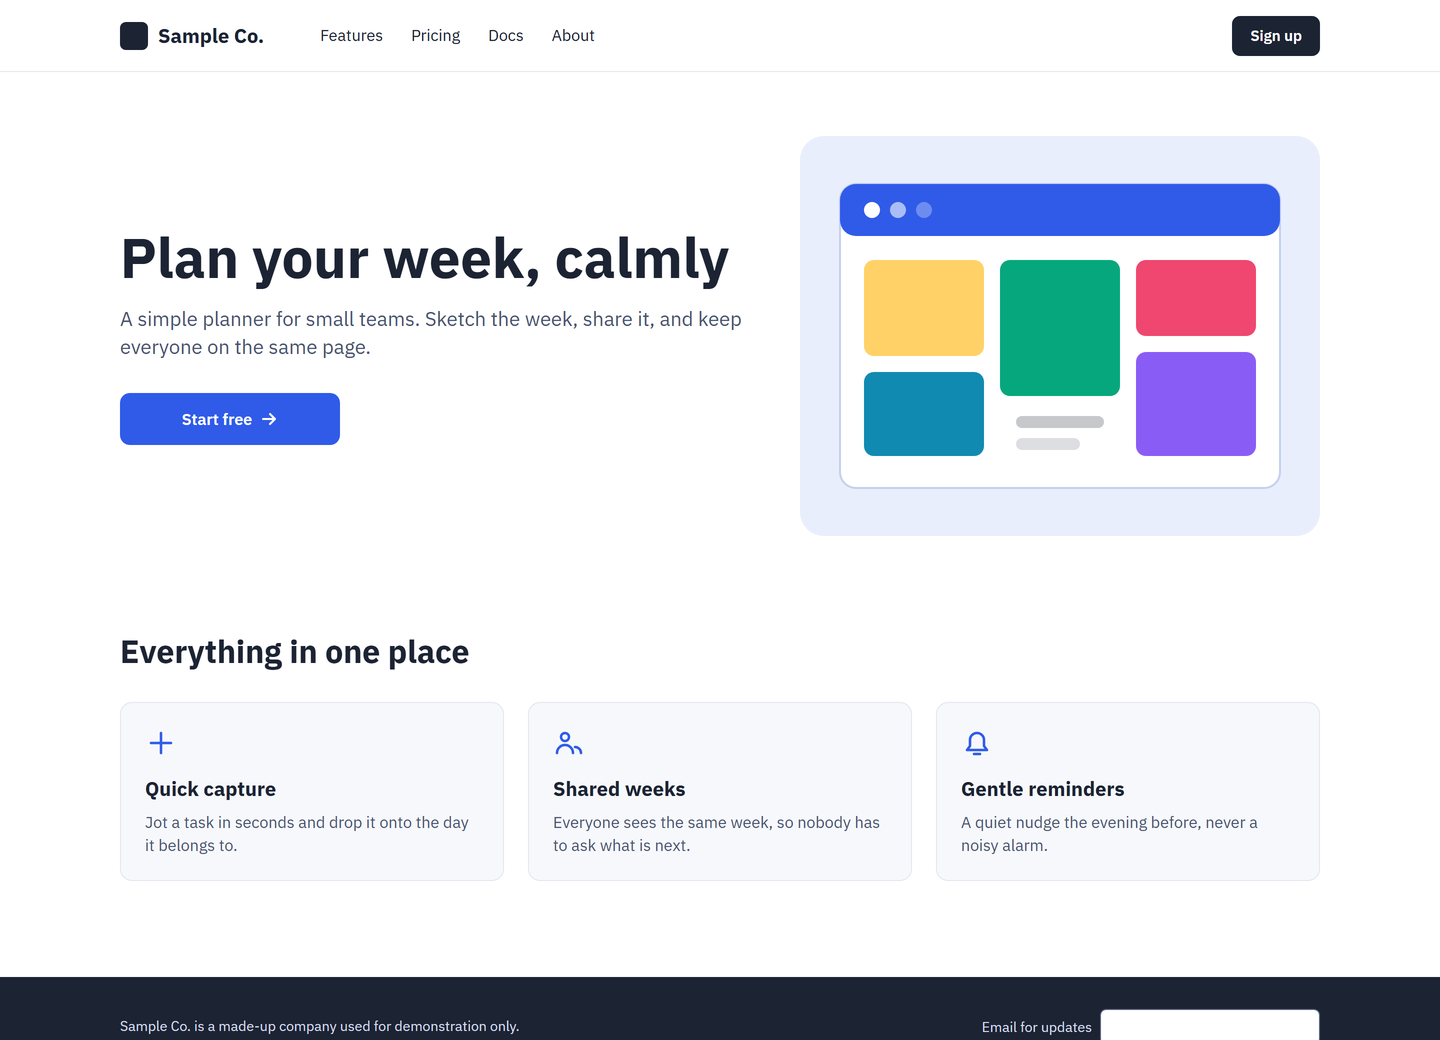 Sample Co.
Features
Pricing
Docs
About
Sign up
Plan your week, calmly
A simple planner for small teams. Sketch the week, share it, and keep
everyone on the same page.
Start free
Everything in one place
Quick capture
Jot a task in seconds and drop it onto the day
it belongs to.
Shared weeks
Everyone sees the same week, so nobody has
to ask what is next.
Gentle reminders
A quiet nudge the evening before, never a
noisy alarm.
Sample Co. is a made-up company used for demonstration only.
Email for updates